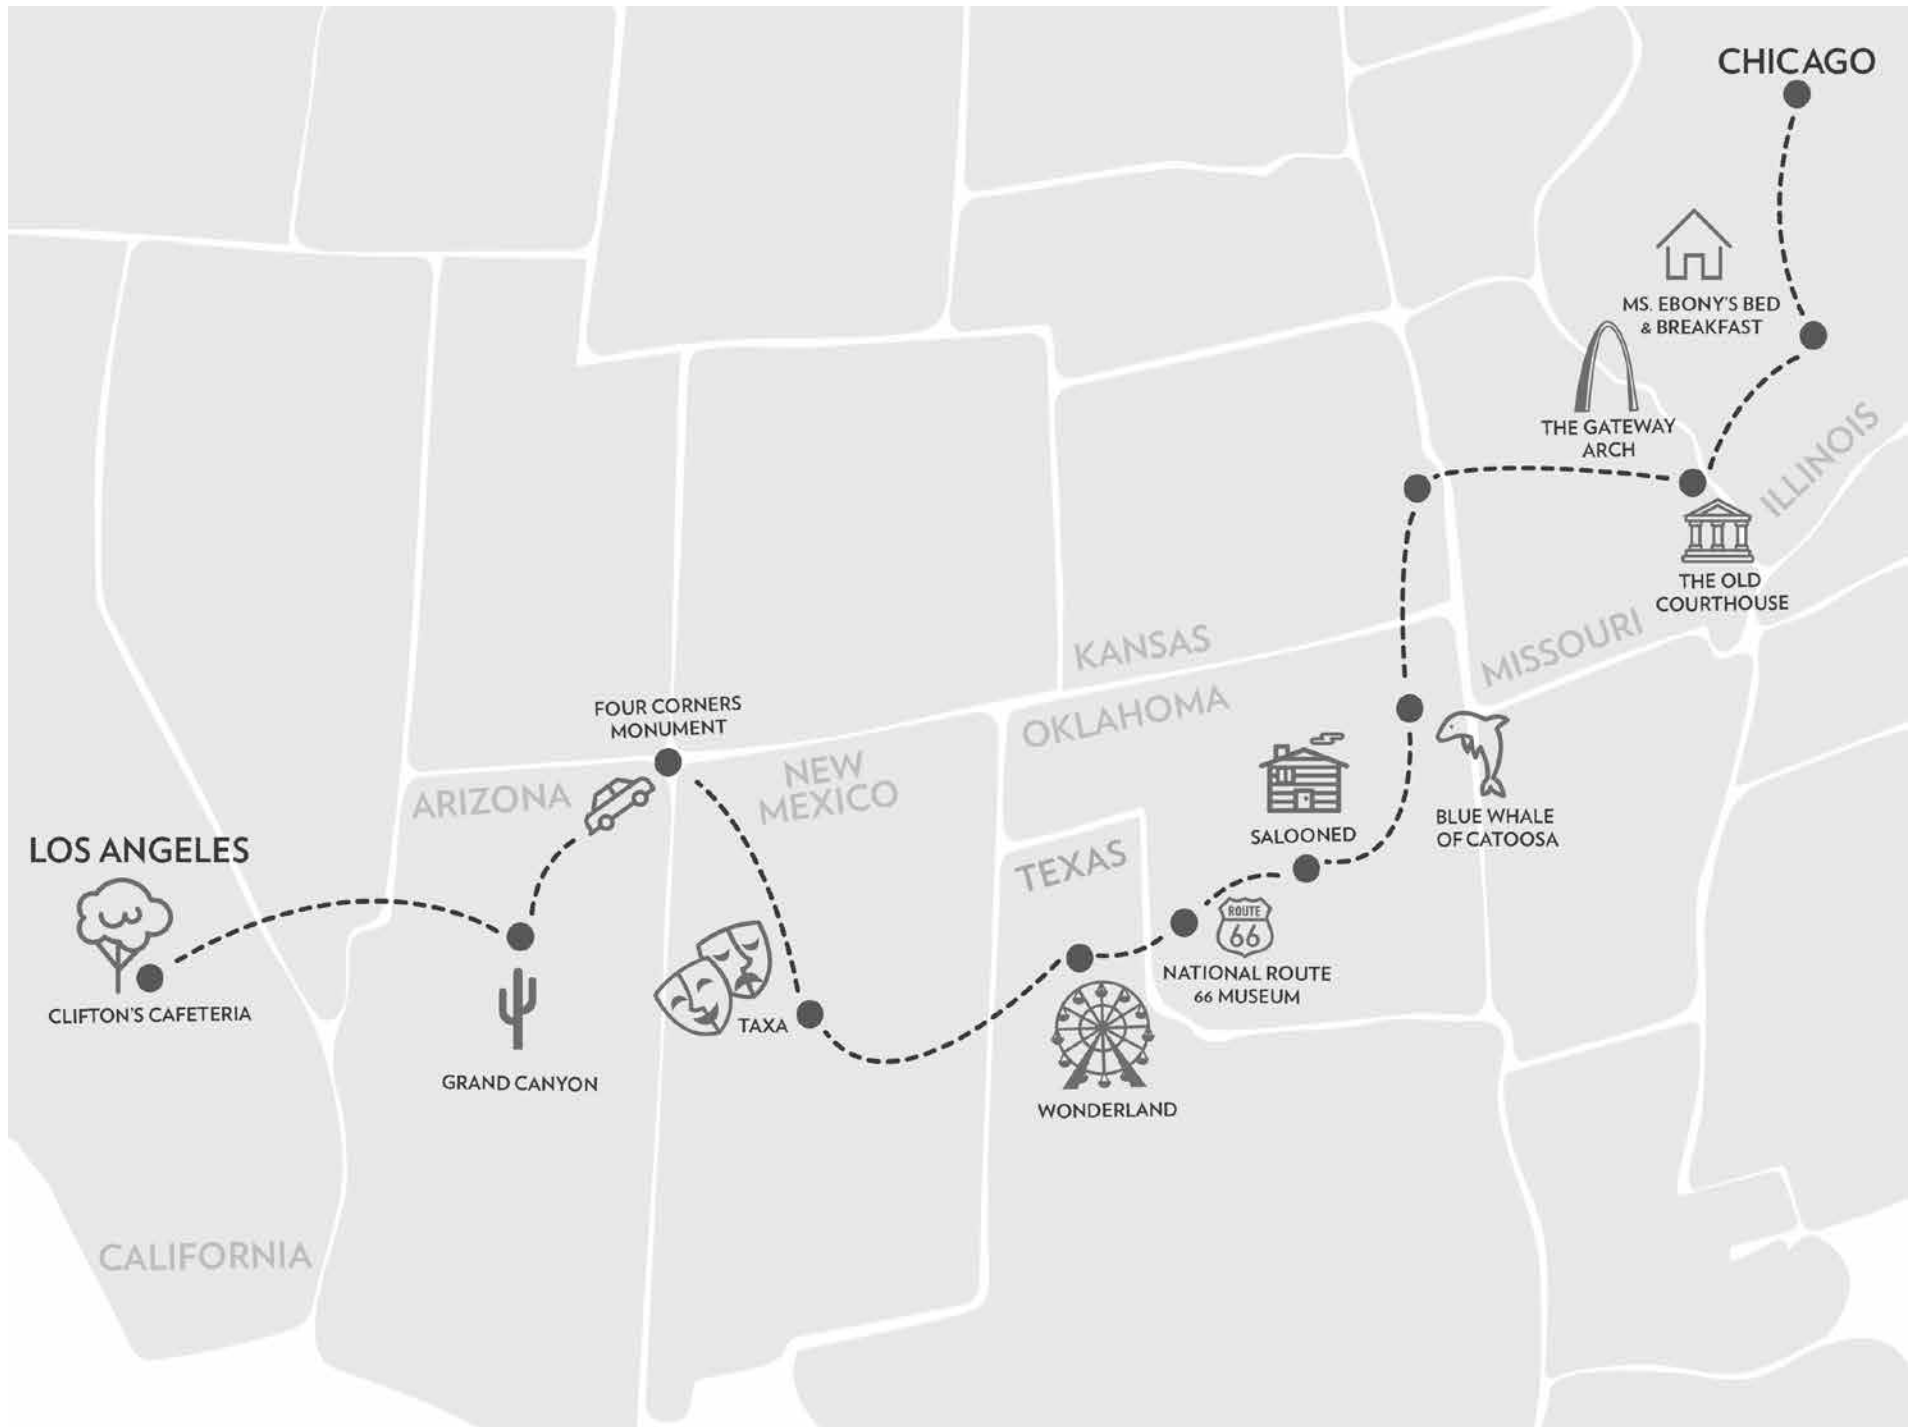 CHICAGO
MS. EBONY'S BED
& BREAKFAST
THE GATEWAY
ARCH
ILLINOIS
THE OLD
COURTHOUSE
KANSAS
MISSOURI
OKLAHOMA
FOUR CORNERS
MONUMENT
NEW
MEXICO
ARIZONA
BLUE WHALE
OF CATOOSA
SALOONED
LOS ANGELES
TEXAS
ROUTE
66
NATIONAL ROUTE
66 MUSEUM
CLIFTON'S CAFETERIA
TAXA
GRAND CANYON
WONDERLAND
CALIFORNIA